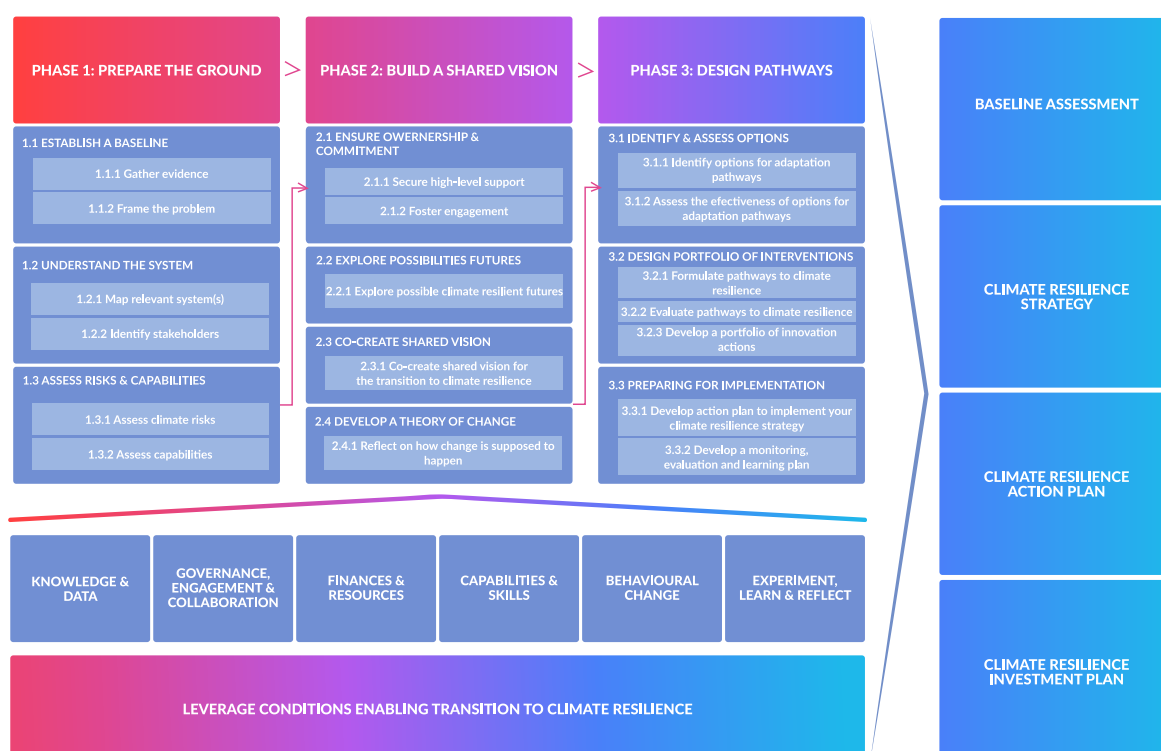 PHASE 1: PREPARE THE GROUND
1.1 ESTABLISH A BASELINE
1.1.1 Gather evidence
1.1.2 Frame the problem
1.2 UNDERSTAND THE SYSTEM
1.2.1 Map relevant system(s)
1.2.2 Identify stakeholders
1.3 ASSESS RISKS & CAPABILITIES
1.3.1 Assess climate risks
1.3.2 Assess capabilities
PHASE 2: BUILD A SHARED VISION
2.1 ENSURE OWERNERSHIP &
COMMITMENT
2.1.1 Secure high-level support
2.1.2 Foster engagement
2.2 EXPLORE POSSIBILITIES FUTURES
2.2.1 Explore possible climate resilient futures
2.3 CO-CREATE SHARED VISION
2.3.1 Co-create shared vision for
the transition to climate resilience
2.4 DEVELOP A THEORY OF CHANGE
2.4.1 Reflect on how change is supposed to
happen
PHASE 3: DESIGN PATHWAYS
3.1 IDENTIFY & ASSESS OPTIONS
3.1.1 Identify options for adaptation
pathways
3.1.2 Assess the efectiveness of options for
adaptation pathways
3.2 DESIGN PORTFOLIO OF INTERVENTIONS
3.2.1 Formulate pathways to climate
resilience
3.2.2 Evaluate pathways to climate resilience
3.2.3 Develop a portfolio of innovation
actions
3.3 PREPARING FOR IMPLEMENTATION
3.3.1 Develop action plan to implement your
climate resilience strategy
3.3.2 Develop a monitoring,
evaluation and learning plan
KNOWLEDGE &
DATA
GOVERNANCE,
ENGAGEMENT &
COLLABORATION
FINANCES &
RESOURCES
CAPABILITIES &
SKILLS
BEHAVIOURAL
CHANGE
EXPERIMENT,
LEARN & REFLECT
LEVERAGE CONDITIONS ENABLING TRANSITION TO CLIMATE RESILIENCE
BASELINE ASSESSMENT
CLIMATE RESILIENCE
STRATEGY
CLIMATE RESILIENCE
ACTION PLAN
CLIMATE RESILIENCE
INVESTMENT PLAN